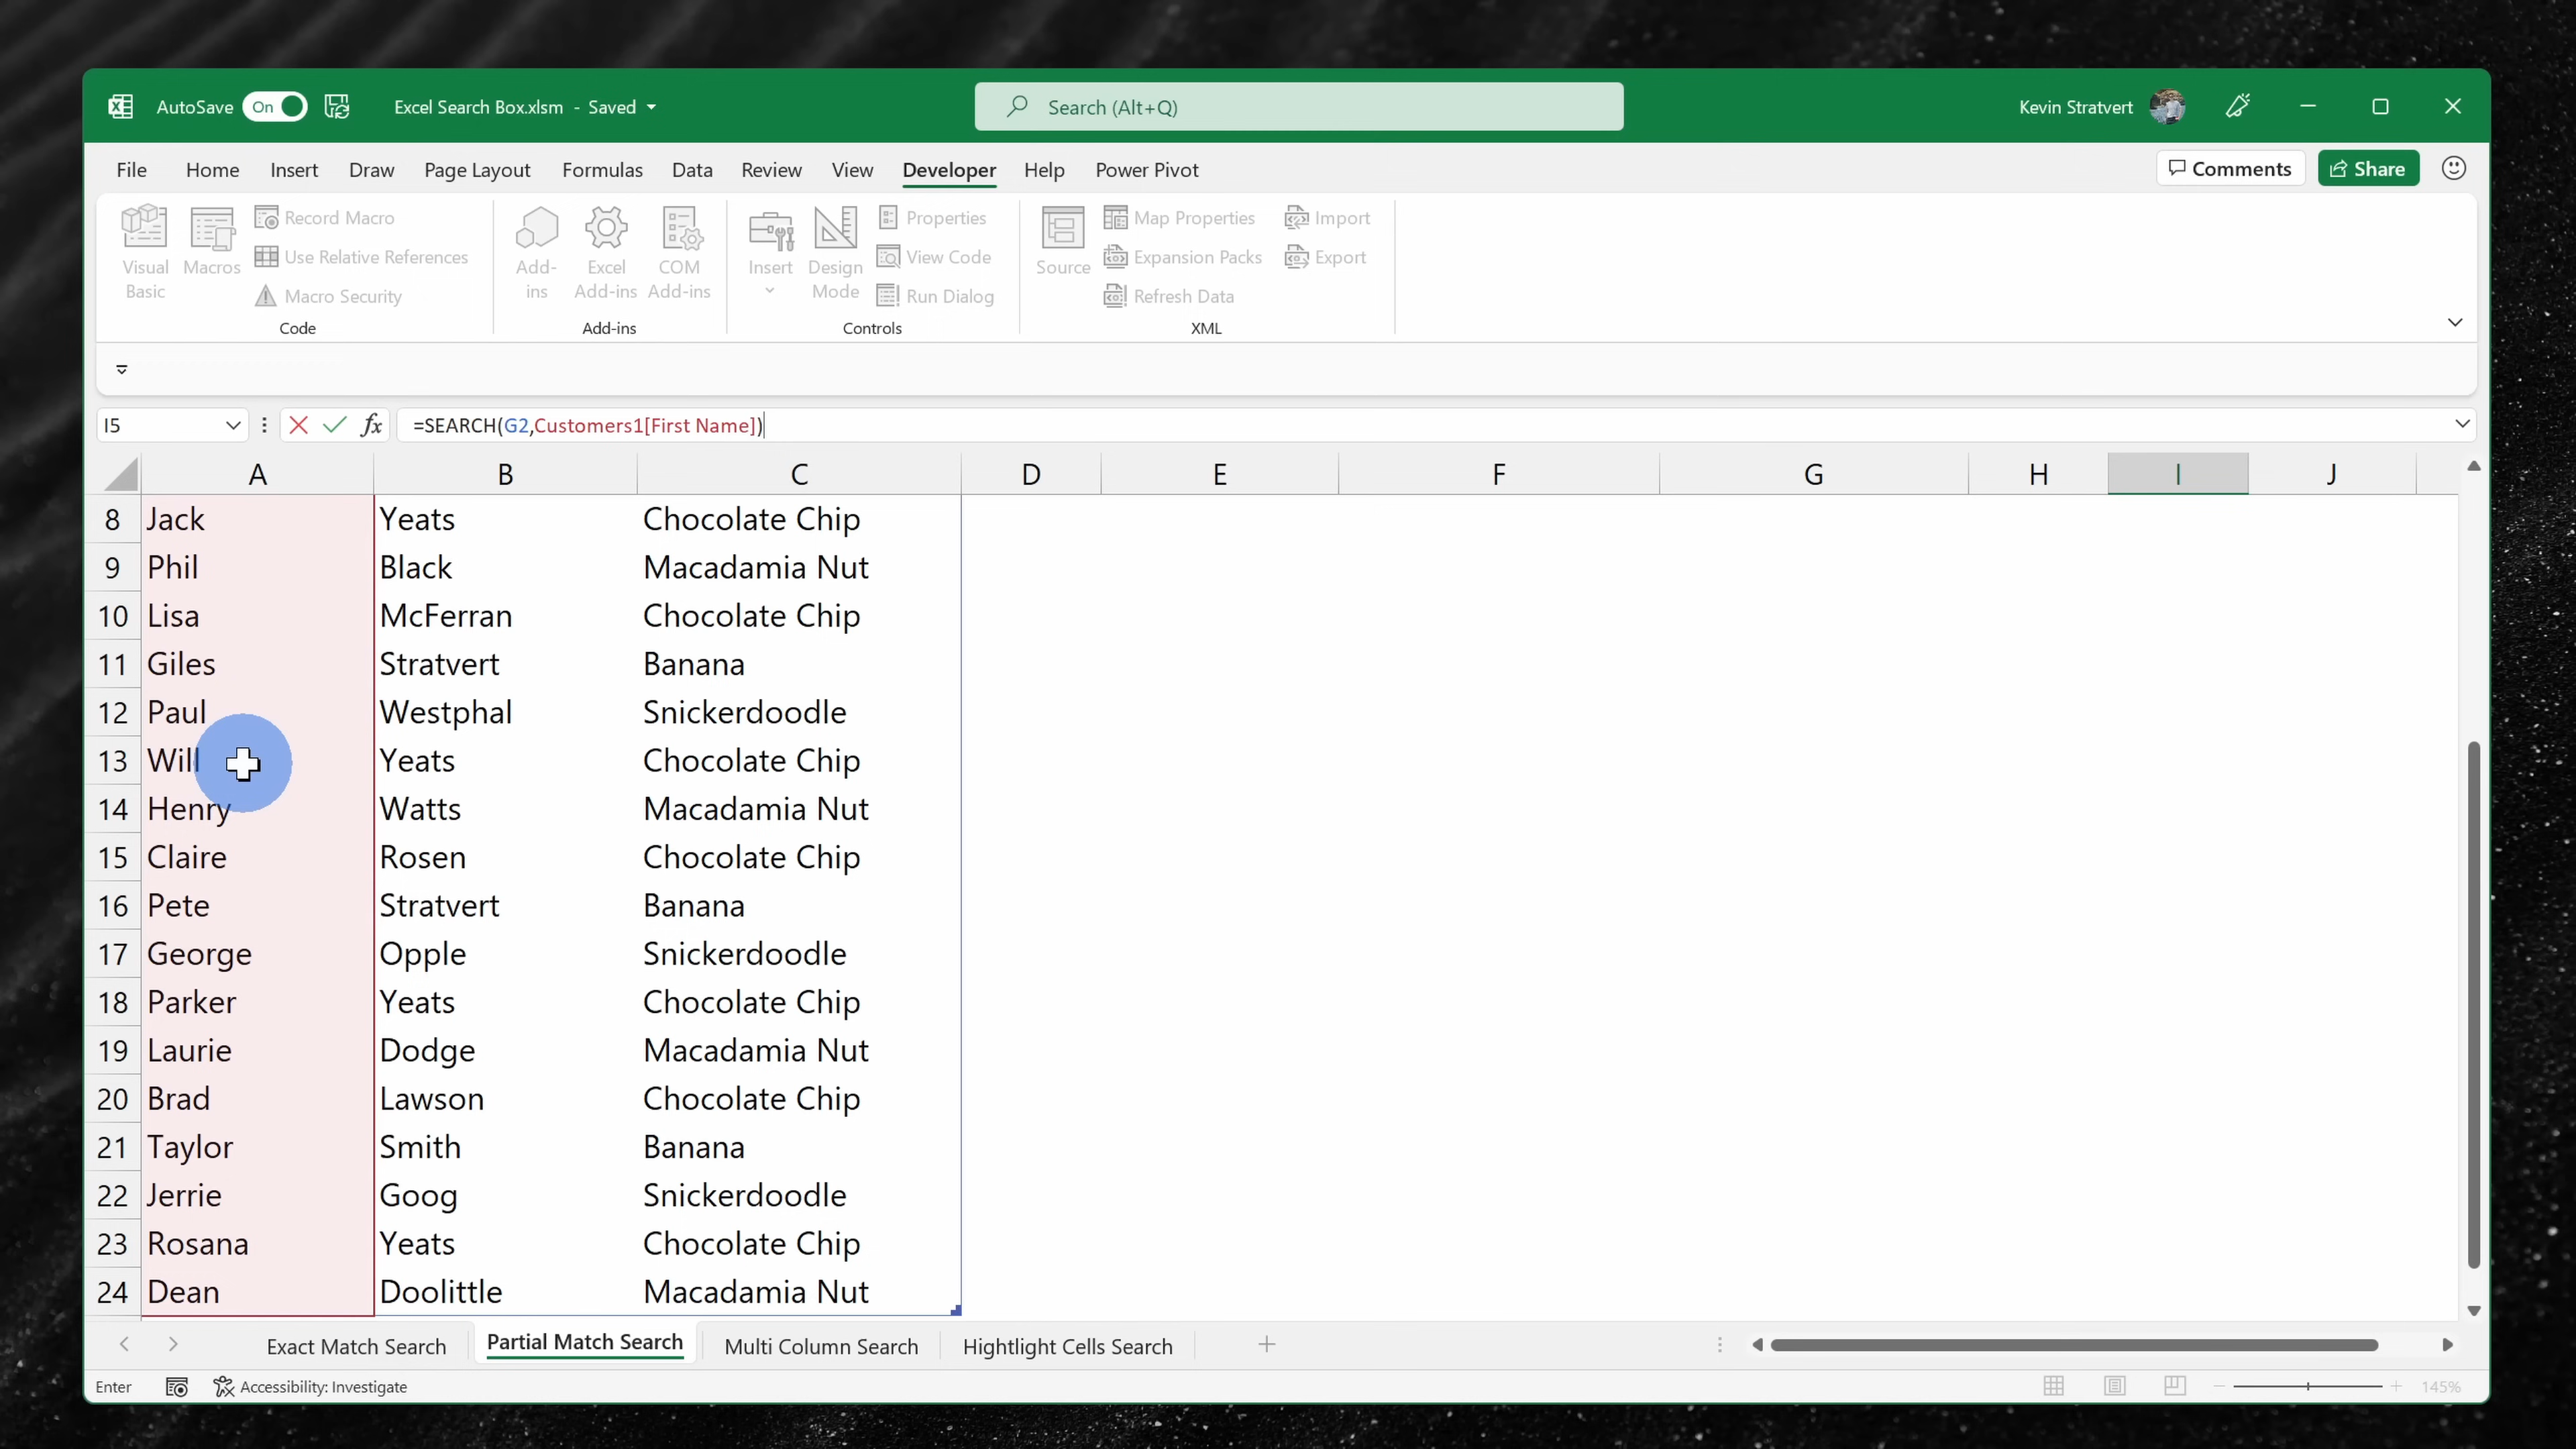 AutoSave On Excel Search Box.xlsm - Saved Search (Alt+Q) Kevin Stratvert
File Home Insert Draw Page Layout Formulas Data Review View Developer Help Power Pivot Comments Share
Visual Basic
Macros
Record Macro
Use Relative References
Macro Security
Code
Add-ins
Excel Add-ins
COM Add-ins
Add-ins
Insert
Design Mode
Properties
View Code
Run Dialog
Controls
Source
Map Properties
Expansion Packs
Refresh Data
Import
Export
XML
I5 fx =SEARCH(G2,Customers1[First Name])
A B C D E F G H I J
8 Jack Yeats Chocolate Chip
9 Phil Black Macadamia Nut
10 Lisa McFerran Chocolate Chip
11 Giles Stratvert Banana
12 Paul Westphal Snickerdoodle
13 Will Yeats Chocolate Chip
14 Henry Watts Macadamia Nut
15 Claire Rosen Chocolate Chip
16 Pete Stratvert Banana
17 George Opple Snickerdoodle
18 Parker Yeats Chocolate Chip
19 Laurie Dodge Macadamia Nut
20 Brad Lawson Chocolate Chip
21 Taylor Smith Banana
22 Jerrie Goog Snickerdoodle
23 Rosana Yeats Chocolate Chip
24 Dean Doolittle Macadamia Nut
Exact Match Search Partial Match Search Multi Column Search Hightlight Cells Search
Enter Accessibility: Investigate 145%